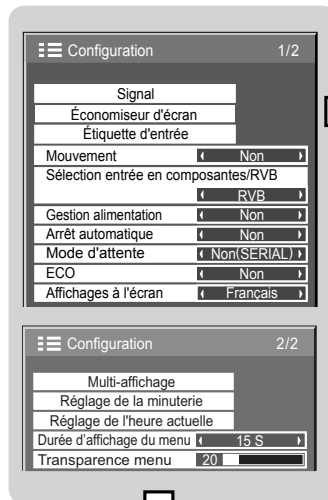 Configuration 1/2
Signal
Économiseur d'écran
Étiquette d'entrée
Mouvement Non
Sélection entrée en composantes/RVB
RVB
Gestion alimentation Non
Arrêt automatique Non
Mode d'attente Non(SERIAL)
ECO Non
Affichages à l'écran Français
Configuration 2/2
Multi-affichage
Réglage de la minuterie
Réglage de l'heure actuelle
Durée d'affichage du menu 15 S
Transparence menu 20